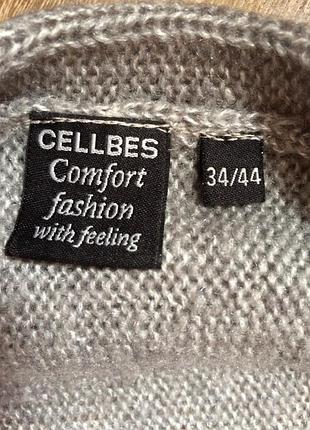 CELLBES
Comfort
fashion
with feeling
34/44